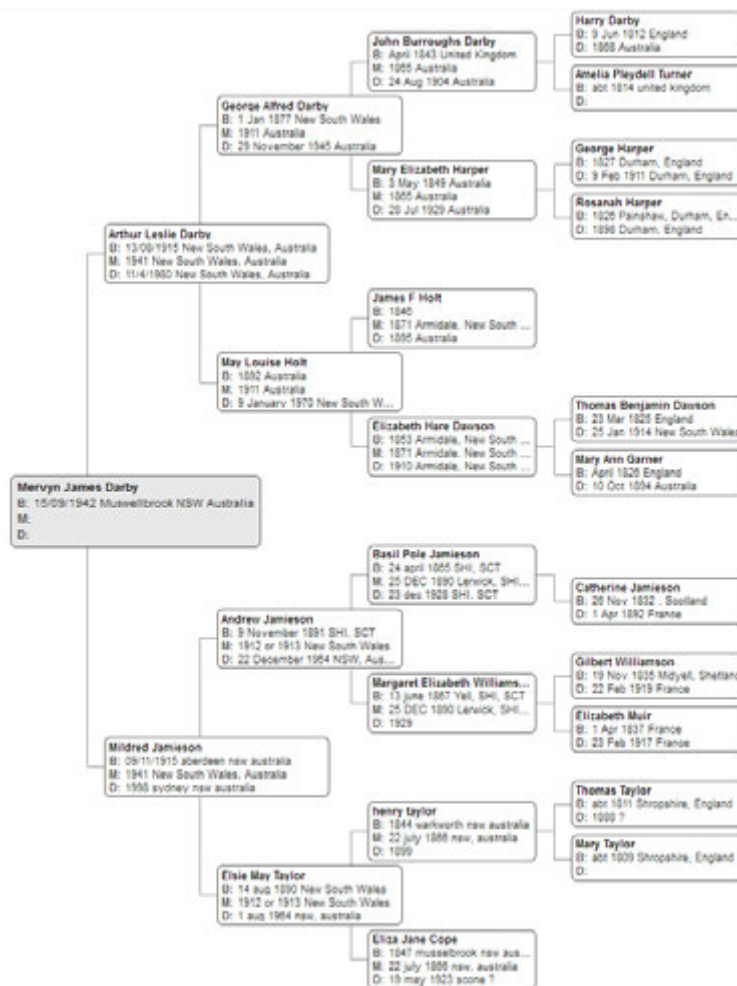 Harry Darby
B: 9 Jun 1812 England
D: 1868 Australia
John Burroughs Darby
B: April 1843 United Kingdom
M: 1865 Australia
D: 24 Aug 1904 Australia
Amelia Pleydell Turner
B: abt 1814 united kingdom
D:
George Alfred Darby
B: 1 Jan 1877 New South Wales
M: 1911 Australia
D: 29 November 1945 Australia
George Harper
B: 1827 Durham, England
D: 9 Feb 1911 Durham, England
Mary Elizabeth Harper
B: 3 May 1849 Australia
M: 1865 Australia
D: 28 Jul 1929 Australia
Rosanah Harper
B: 1826 Painshaw, Durham, En...
D: 1898 Durham, England
Arthur Leslie Darby
B: 13/08/1915 New South Wales, Australia
M: 1941 New South Wales, Australia
D: 11/4/1980 New South Wales, Australia
James F Holt
B: 1846
M: 1871 Armidale, New South ...
D: 1895 Australia
May Louise Holt
B: 1892 Australia
M: 1911 Australia
D: 9 January 1970 New South W...
Thomas Benjamin Dawson
B: 23 Mar 1825 England
D: 25 Jan 1914 New South Wales
Elizabeth Hare Dawson
B: 1853 Armidale, New South ...
M: 1871 Armidale, New South ...
D: 1910 Armidale, New South ...
Mary Ann Garner
B: April 1826 England
D: 10 Oct 1894 Australia
Mervyn James Darby
B: 15/09/1942 Muswellbrook NSW Australia
M:
D:
Basil Pole Jamieson
B: 24 april 1865 SHI, SCT
M: 25 DEC 1890 Lerwick, SHI...
D: 23 des 1928 SHI, SCT
Catherine Jamieson
B: 26 Nov 1832 , Scotland
D: 1 Apr 1892 France
Andrew Jamieson
B: 9 November 1891 SHI, SCT
M: 1912 or 1913 New South Wales
D: 22 December 1964 NSW, Aus...
Gilbert Williamson
B: 19 Nov 1835 Midyell, Shetland
D: 22 Feb 1919 France
Margaret Elizabeth Williams...
B: 13 june 1867 Yell, SHI, SCT
M: 25 DEC 1890 Lerwick, SHI...
D: 1929
Elizabeth Muir
B: 1 Apr 1837 France
D: 23 Feb 1917 France
Mildred Jamieson
B: 09/11/1915 aberdeen nsw australia
M: 1941 New South Wales, Australia
D: 1998 sydney nsw australia
Thomas Taylor
B: abt 1811 Shropshire, England
D: 1888 ?
henry taylor
B: 1844 warkworth nsw australia
M: 22 july 1866 nsw, australia
D: 1899
Mary Taylor
B: abt 1809 Shropshire, England
D:
Elsie May Taylor
B: 14 aug 1890 New South Wales
M: 1912 or 1913 New South Wales
D: 1 aug 1964 nsw, australia
Eliza Jane Cope
B: 1847 musselbrook nsw aus...
M: 22 july 1866 nsw, australia
D: 19 may 1923 scone ?